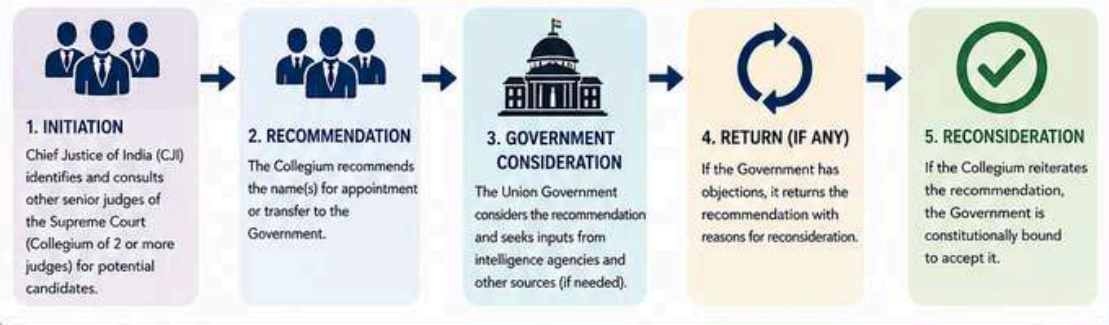 1. INITIATION
Chief Justice of India (CJI)
identifies and consults
other senior judges of
the Supreme Court
(Collegium of 2 or more
judges) for potential
candidates.
2. RECOMMENDATION
The Collegium recommends
the name(s) for appointment
or transfer to the
Government.
3. GOVERNMENT
CONSIDERATION
The Union Government
considers the recommendation
and seeks inputs from
intelligence agencies and
other sources (if needed).
4. RETURN (IF ANY)
If the Government has
objections, it returns the
recommendation with
reasons for reconsideration.
5. RECONSIDERATION
If the Collegium reiterates
the recommendation,
the Government is
constitutionally bound
to accept it.